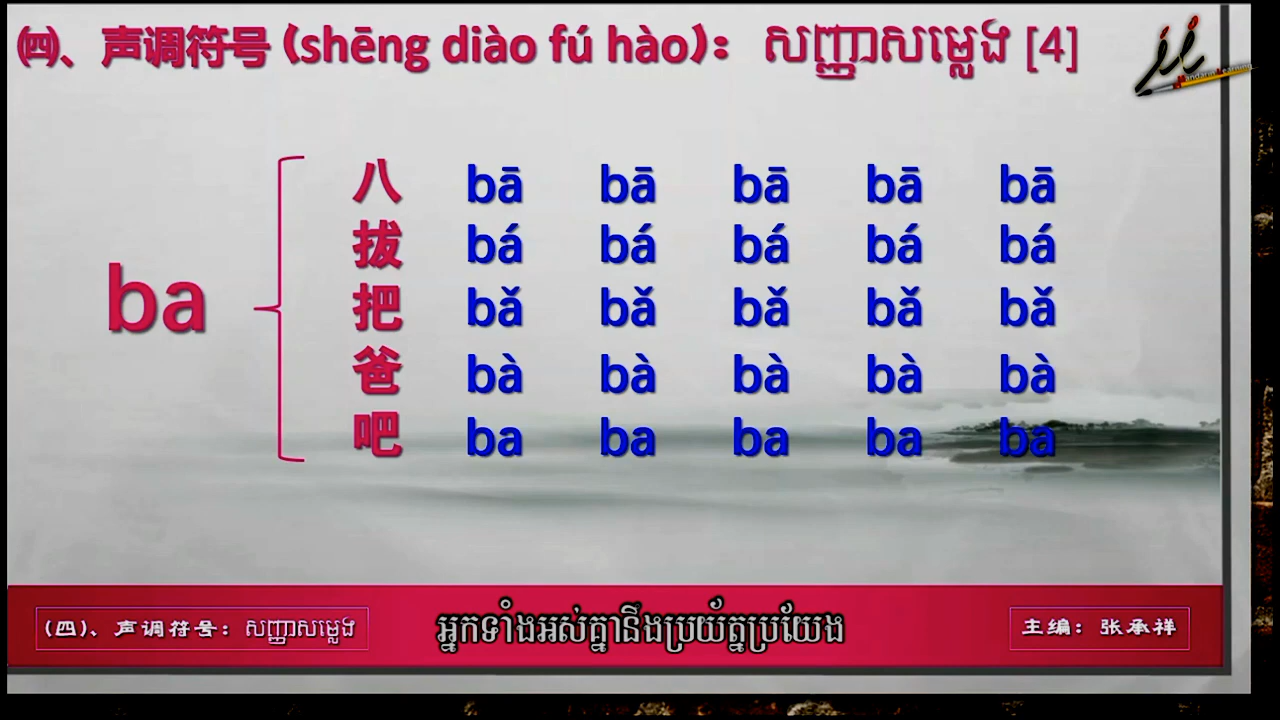 ㈣、声调符号 (shēng diào fú hào)： សញ្ញាសម្លេង [4]
Mandarin Learning
ba
八 bā bā bā bā bā
拔 bá bá bá bá bá
把 bǎ bǎ bǎ bǎ bǎ
爸 bà bà bà bà bà
吧 ba ba ba ba ba
(四)、声调符号：សញ្ញាសម្លេង
អ្នកទាំងអស់គ្នានឹងប្រយ័ត្នប្រយែង
主编：张承祥